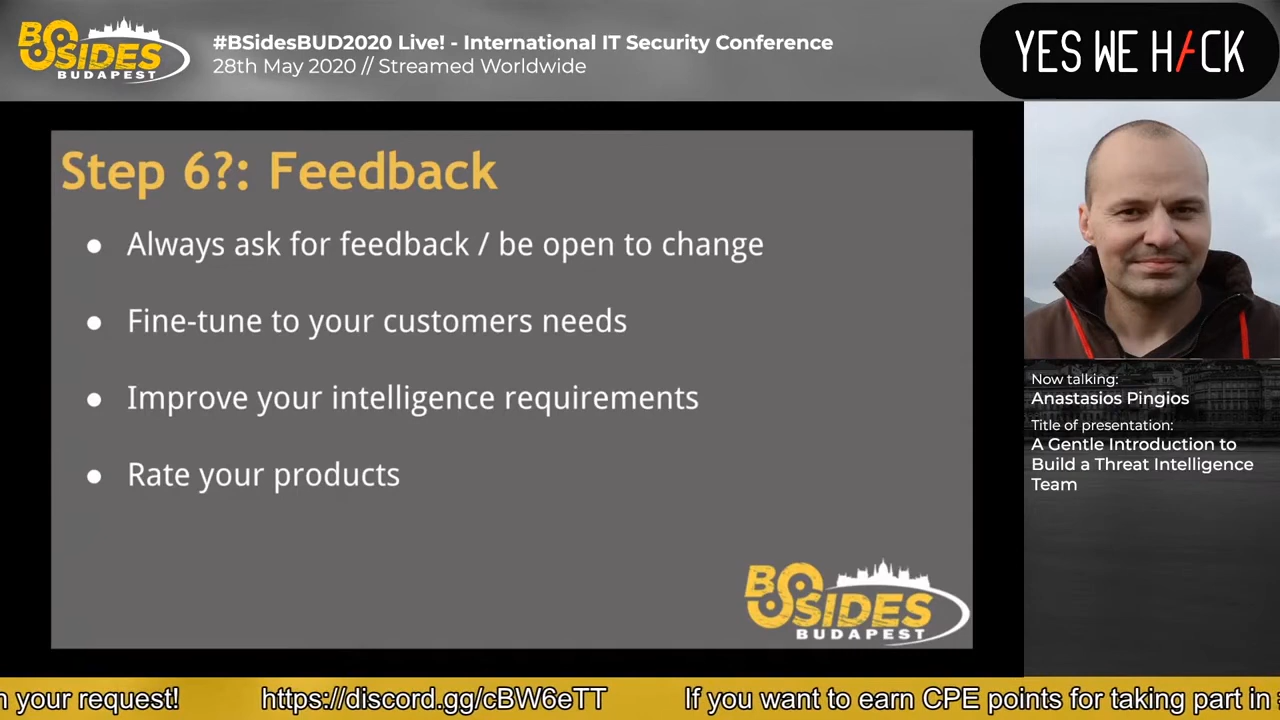 BSIDES
BUDAPEST
#BSidesBUD2020 Live! - International IT Security Conference
28th May 2020 // Streamed Worldwide
YES WE H/CK
Step 6?: Feedback
● Always ask for feedback / be open to change
● Fine-tune to your customers needs
● Improve your intelligence requirements
● Rate your products
BSIDES
BUDAPEST
Now talking:
Anastasios Pingios
Title of presentation:
A Gentle Introduction to
Build a Threat Intelligence
Team
your request! https://discord.gg/cBW6eTT If you want to earn CPE points for taking part in